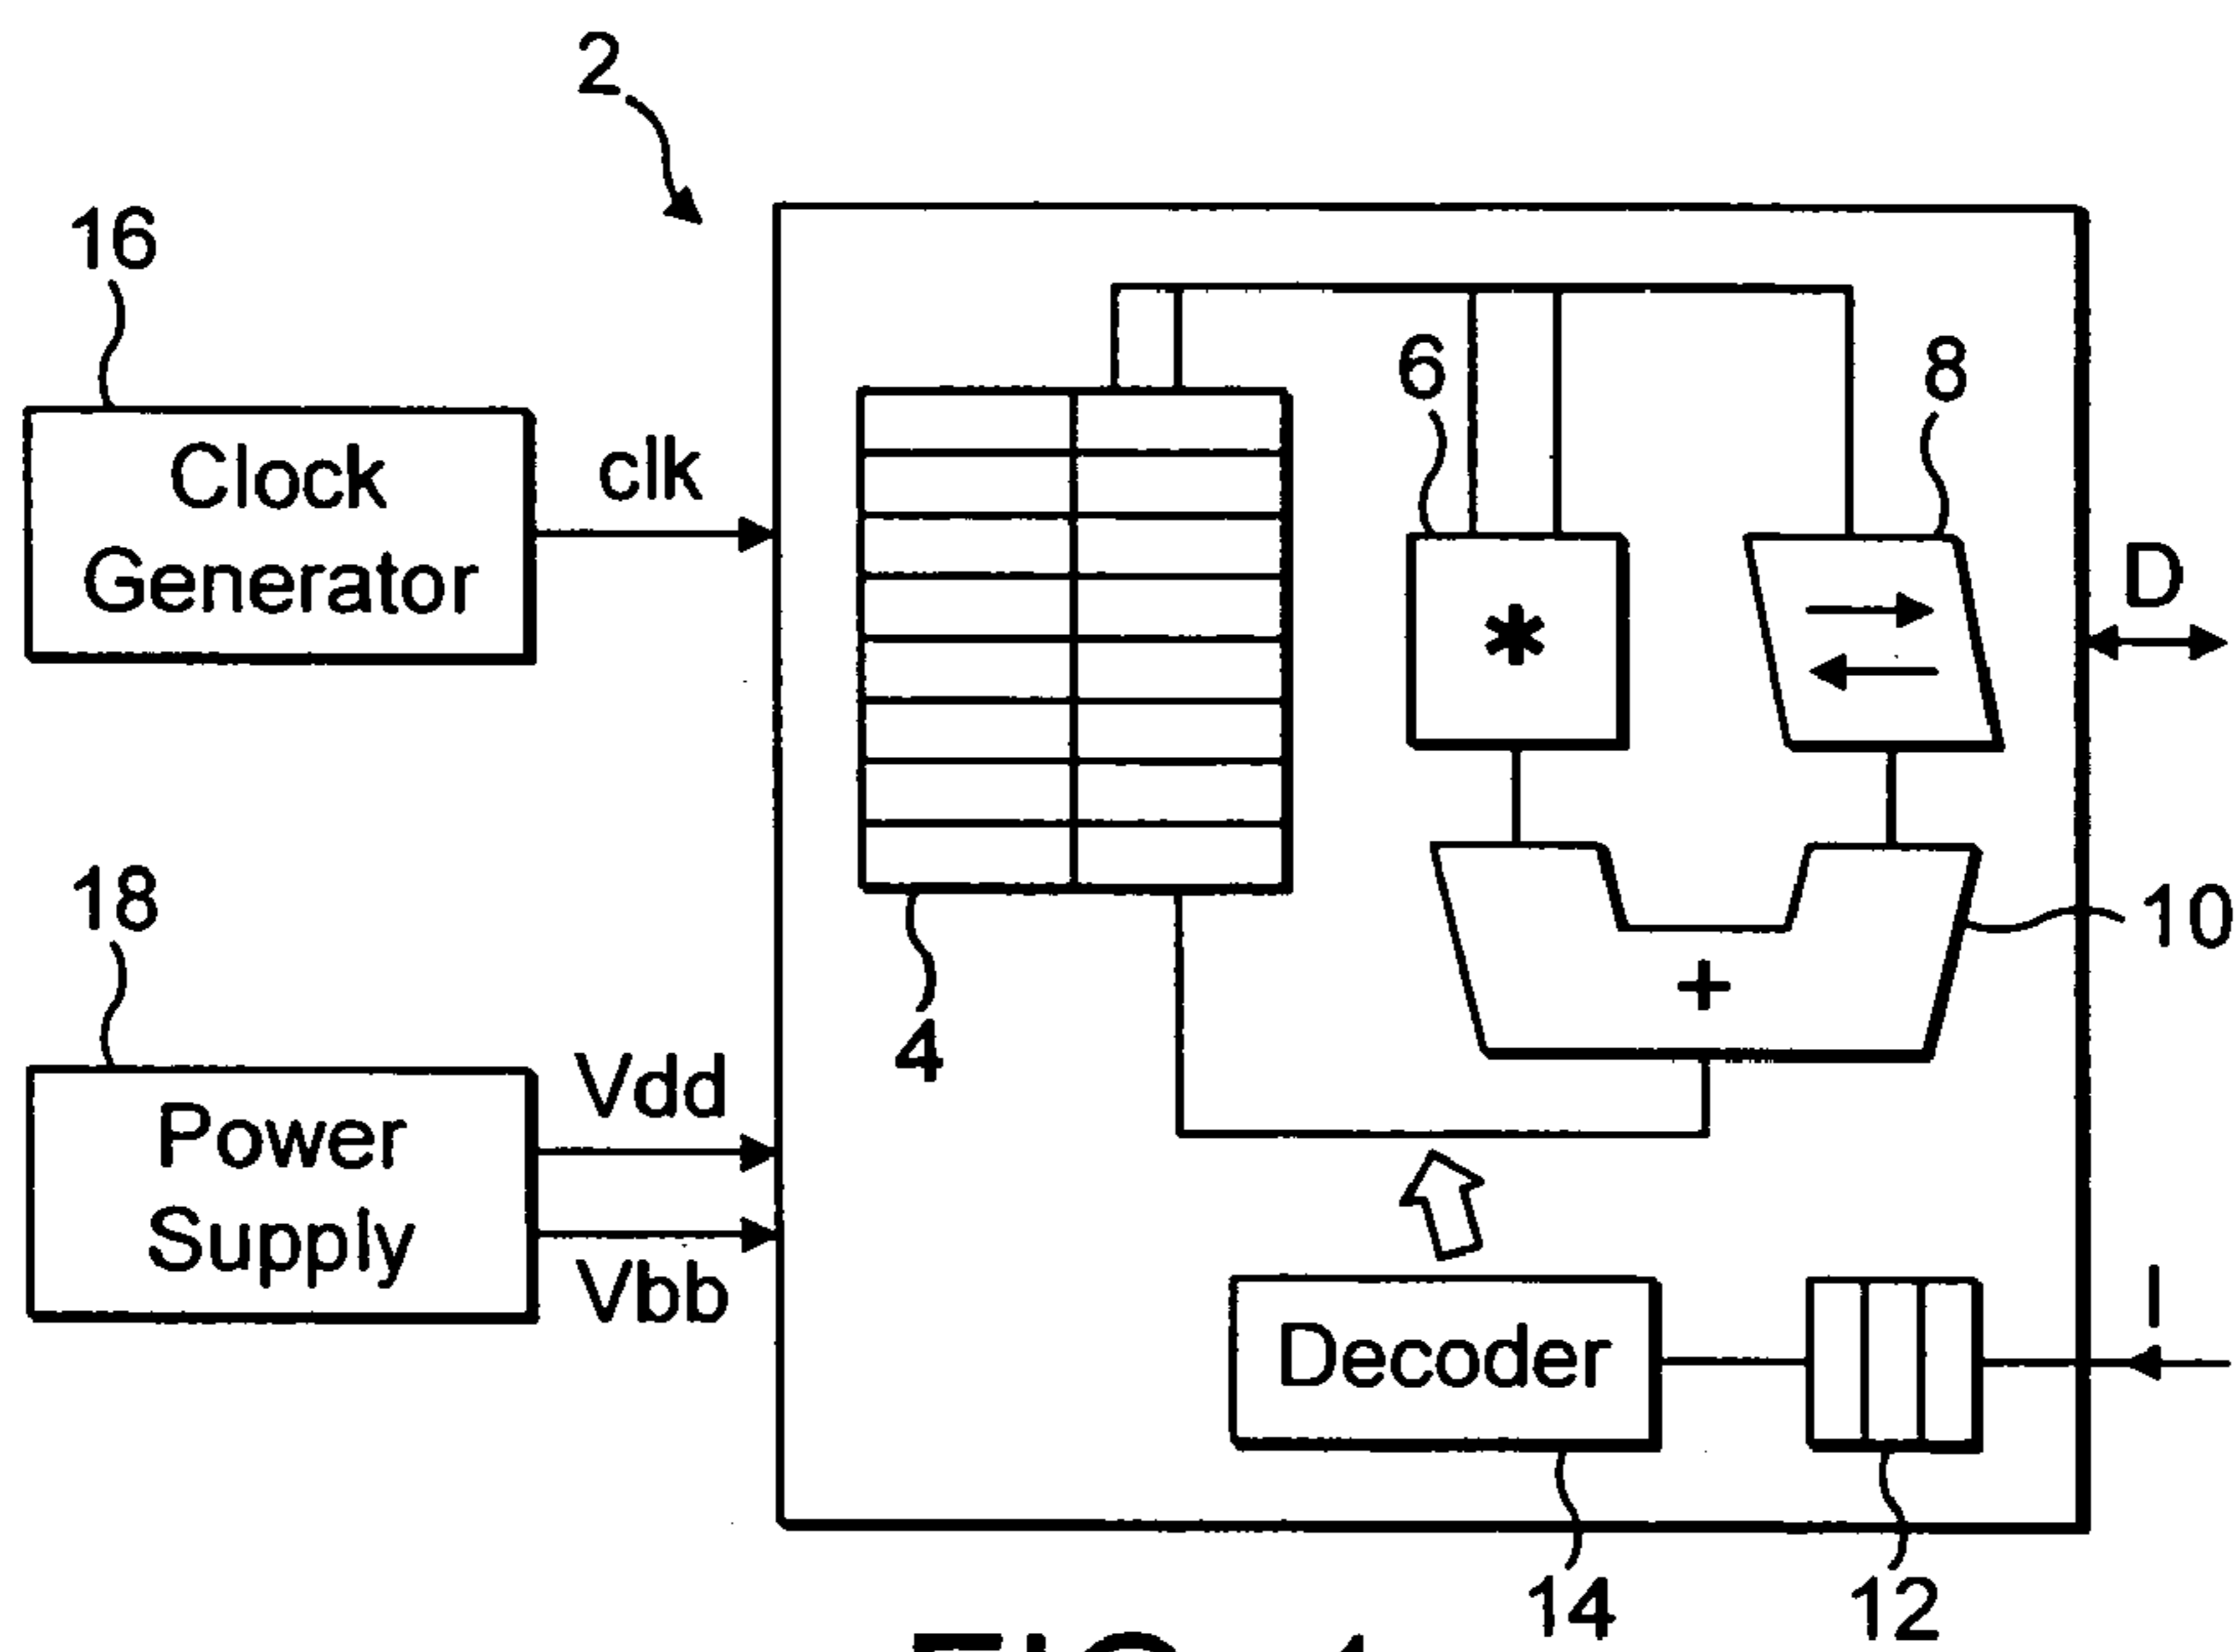 2
16
Clock
Generator
clk
6
8
*
D
18
4
+
10
Power
Supply
Vdd
Vbb
Decoder
I
14
12